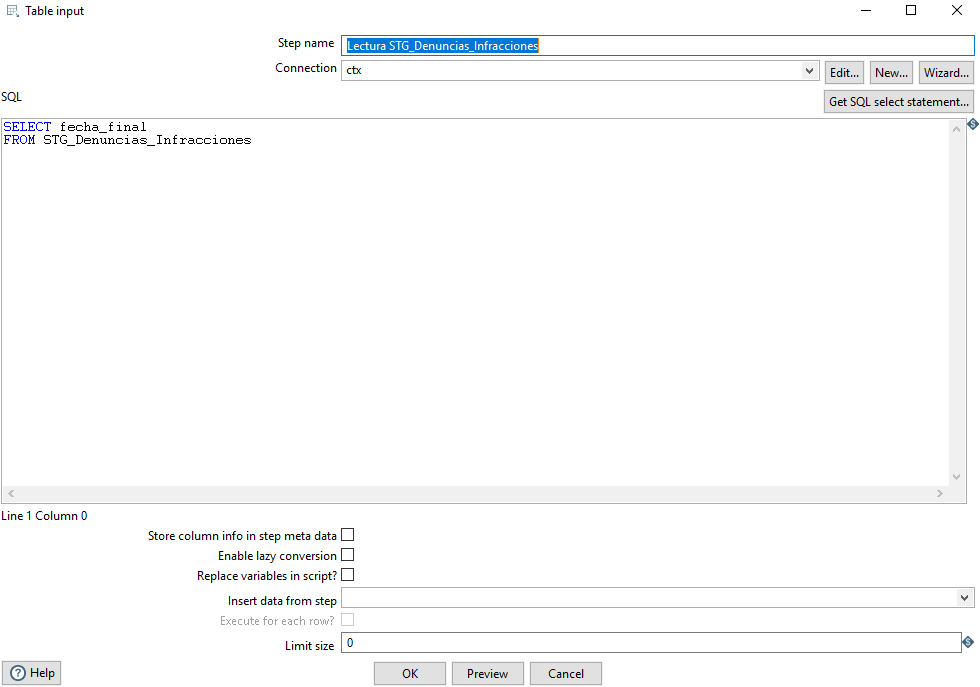 Table input
Step name Lectura STG_Denuncias_Infracciones
Connection ctx Edit... New... Wizard...
SQL Get SQL select statement...
SELECT fecha_final
FROM STG_Denuncias_Infracciones
Line 1 Column 0
Store column info in step meta data
Enable lazy conversion
Replace variables in script?
Insert data from step
Execute for each row?
Limit size 0
Help OK Preview Cancel